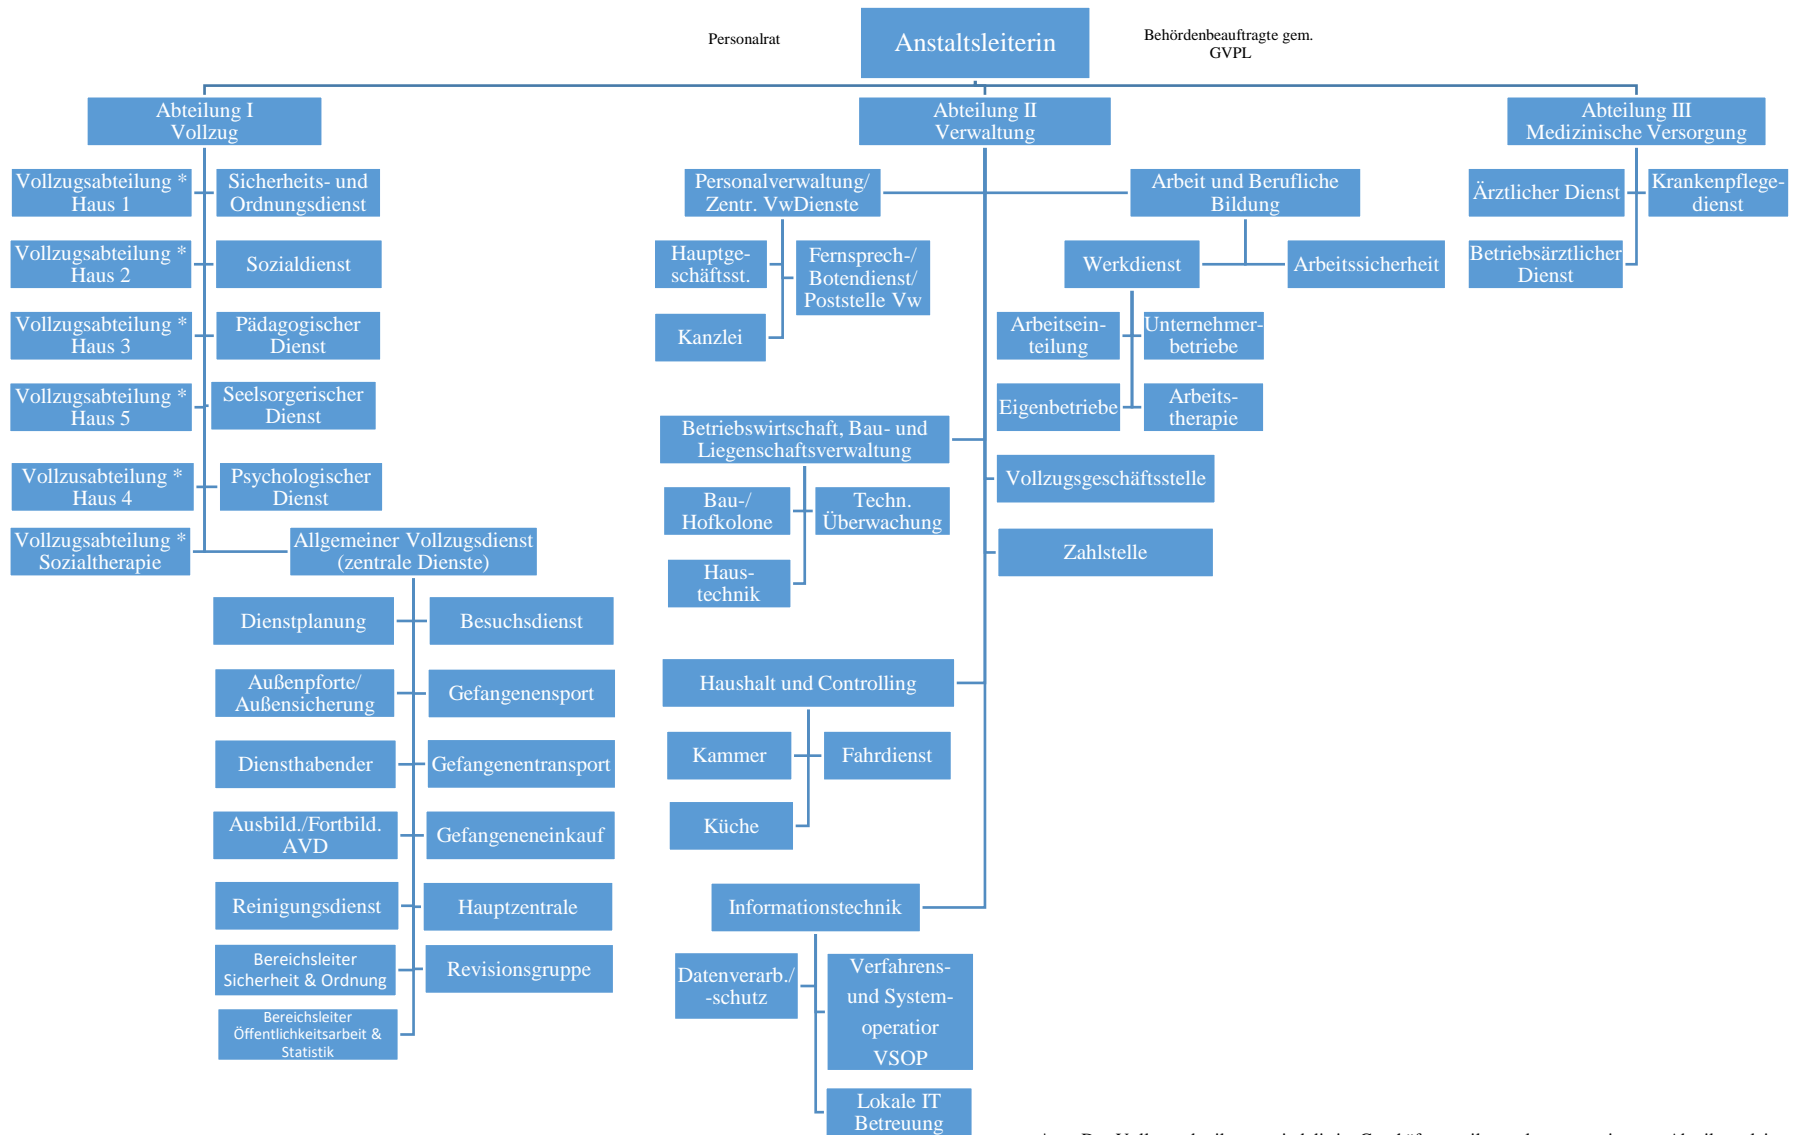 Personalrat
Anstaltsleiterin
Behördenbeauftragte gem.
GVPL
Abteilung I
Vollzug
Abteilung II
Verwaltung
Abteilung III
Medizinische Versorgung
Vollzugsabteilung *
Haus 1
Sicherheits- und
Ordnungsdienst
Vollzugsabteilung *
Haus 2
Sozialdienst
Vollzugsabteilung *
Haus 3
Pädagogischer
Dienst
Vollzugsabteilung *
Haus 5
Seelsorgerischer
Dienst
Vollzusabteilung *
Haus 4
Psychologischer
Dienst
Vollzugsabteilung *
Sozialtherapie
Allgemeiner Vollzugsdienst
(zentrale Dienste)
Dienstplanung
Besuchsdienst
Außenpforte/
Außensicherung
Gefangenensport
Diensthabender
Gefangenentransport
Ausbild./Fortbild.
AVD
Gefangeneneinkauf
Reinigungsdienst
Hauptzentrale
Bereichsleiter
Sicherheit & Ordnung
Revisionsgruppe
Bereichsleiter
Öffentlichkeitsarbeit &
Statistik
Personalverwaltung/
Zentr. VwDienste
Hauptge-
schäftsst.
Fernsprech-/
Botendienst/
Poststelle Vw
Kanzlei
Arbeit und Berufliche
Bildung
Werkdienst
Arbeitssicherheit
Arbeitsein-
teilung
Unternehmer-
betriebe
Eigenbetriebe
Arbeits-
therapie
Betriebswirtschaft, Bau- und
Liegenschaftsverwaltung
Bau-/
Hofkolone
Techn.
Überwachung
Haus-
technik
Vollzugsgeschäftsstelle
Zahlstelle
Haushalt und Controlling
Kammer
Fahrdienst
Küche
Informationstechnik
Datenverarb./
-schutz
Verfahrens-
und System-
operatior
VSOP
Lokale IT
Betreuung
Ärztlicher Dienst
Krankenpflege-
dienst
Betriebsärztlicher
Dienst